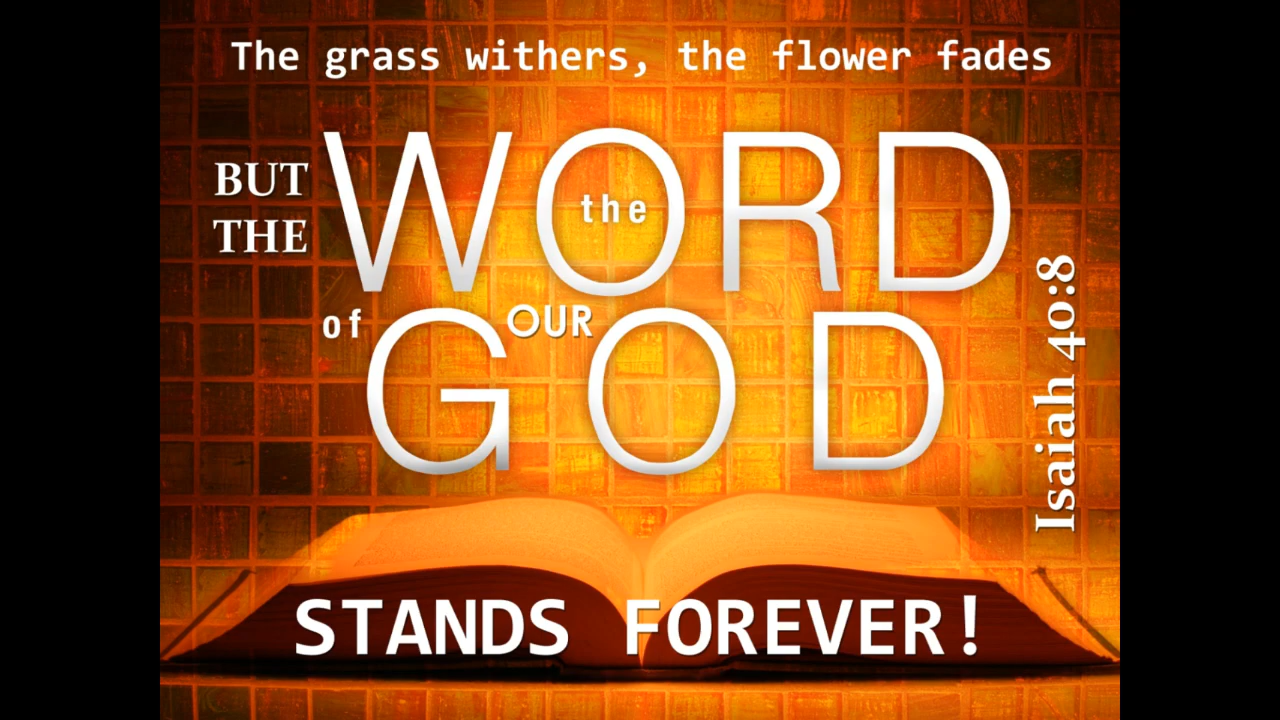 The grass withers, the flower fades
BUT
THE
WORD
the
of
OUR
GOD
Isaiah 40:8
STANDS FOREVER!